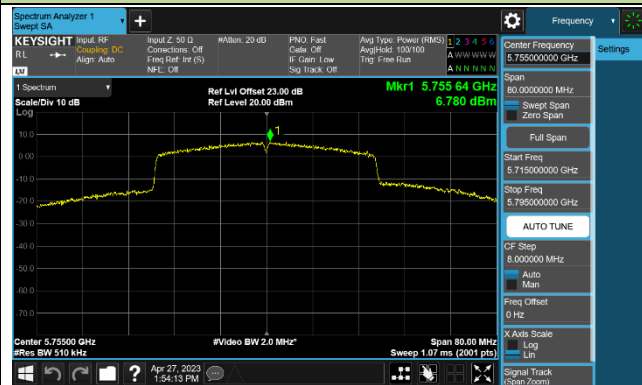 Spectrum Analyzer 1
Swept SA
Frequency
KEYSIGHT
RL
Input: RF
Coupling: DC
Align: Auto
Input Z: 50 Ω
Corrections: Off
Freq Ref: Int (S)
NFE: Off
#Atten: 20 dB
PNO: Fast
Gate: Off
IF Gain: Low
Sig Track: Off
Avg Type: Power (RMS)
Avg|Hold: 100/100
Trig: Free Run
1 2 3 4 5 6
A W W W W W
A N N N N N
LXI
1 Spectrum
Scale/Div 10 dB
Log
Ref Lvl Offset 23.00 dB
Ref Level 20.00 dBm
Mkr1 5.755 64 GHz
6.780 dBm
1
10.0
0.00
-10.0
-20.0
-30.0
-40.0
-50.0
-60.0
-70.0
Center 5.75500 GHz
#Res BW 510 kHz
#Video BW 2.0 MHz*
Span 80.00 MHz
Sweep 1.07 ms (2001 pts)
Center Frequency
5.755000000 GHz
Settings
Span
80.0000000 MHz
Swept Span
Zero Span
Full Span
Start Freq
5.715000000 GHz
Stop Freq
5.795000000 GHz
AUTO TUNE
CF Step
8.000000 MHz
Auto
Man
Freq Offset
0 Hz
X Axis Scale
Log
Lin
Signal Track
(Span Zoom)
Apr 27, 2023
1:54:13 PM